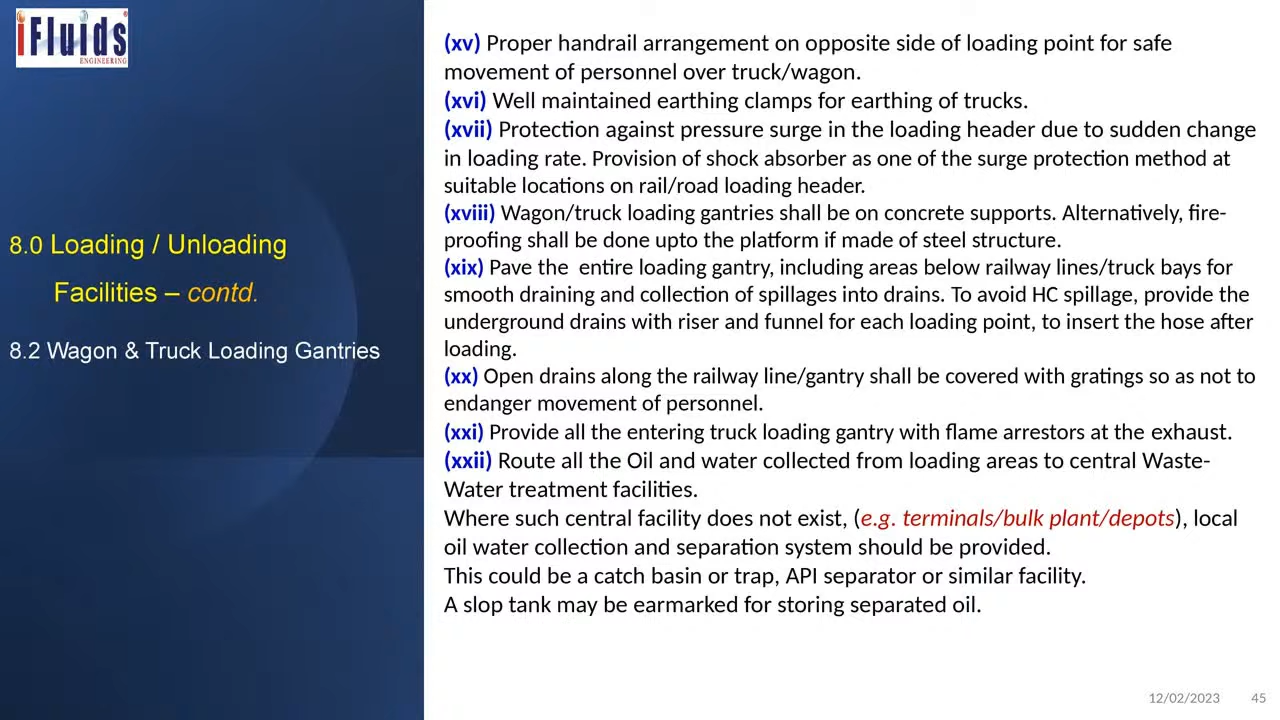 iFluids
ENGINEERING
8.0 Loading / Unloading
Facilities – contd.
8.2 Wagon & Truck Loading Gantries
(xv) Proper handrail arrangement on opposite side of loading point for safe
movement of personnel over truck/wagon.
(xvi) Well maintained earthing clamps for earthing of trucks.
(xvii) Protection against pressure surge in the loading header due to sudden change
in loading rate. Provision of shock absorber as one of the surge protection method at
suitable locations on rail/road loading header.
(xviii) Wagon/truck loading gantries shall be on concrete supports. Alternatively, fire-
proofing shall be done upto the platform if made of steel structure.
(xix) Pave the  entire loading gantry, including areas below railway lines/truck bays for
smooth draining and collection of spillages into drains. To avoid HC spillage, provide the
underground drains with riser and funnel for each loading point, to insert the hose after
loading.
(xx) Open drains along the railway line/gantry shall be covered with gratings so as not to
endanger movement of personnel.
(xxi) Provide all the entering truck loading gantry with flame arrestors at the exhaust.
(xxii) Route all the Oil and water collected from loading areas to central Waste-
Water treatment facilities.
Where such central facility does not exist, (e.g. terminals/bulk plant/depots), local
oil water collection and separation system should be provided.
This could be a catch basin or trap, API separator or similar facility.
A slop tank may be earmarked for storing separated oil.
12/02/2023 45